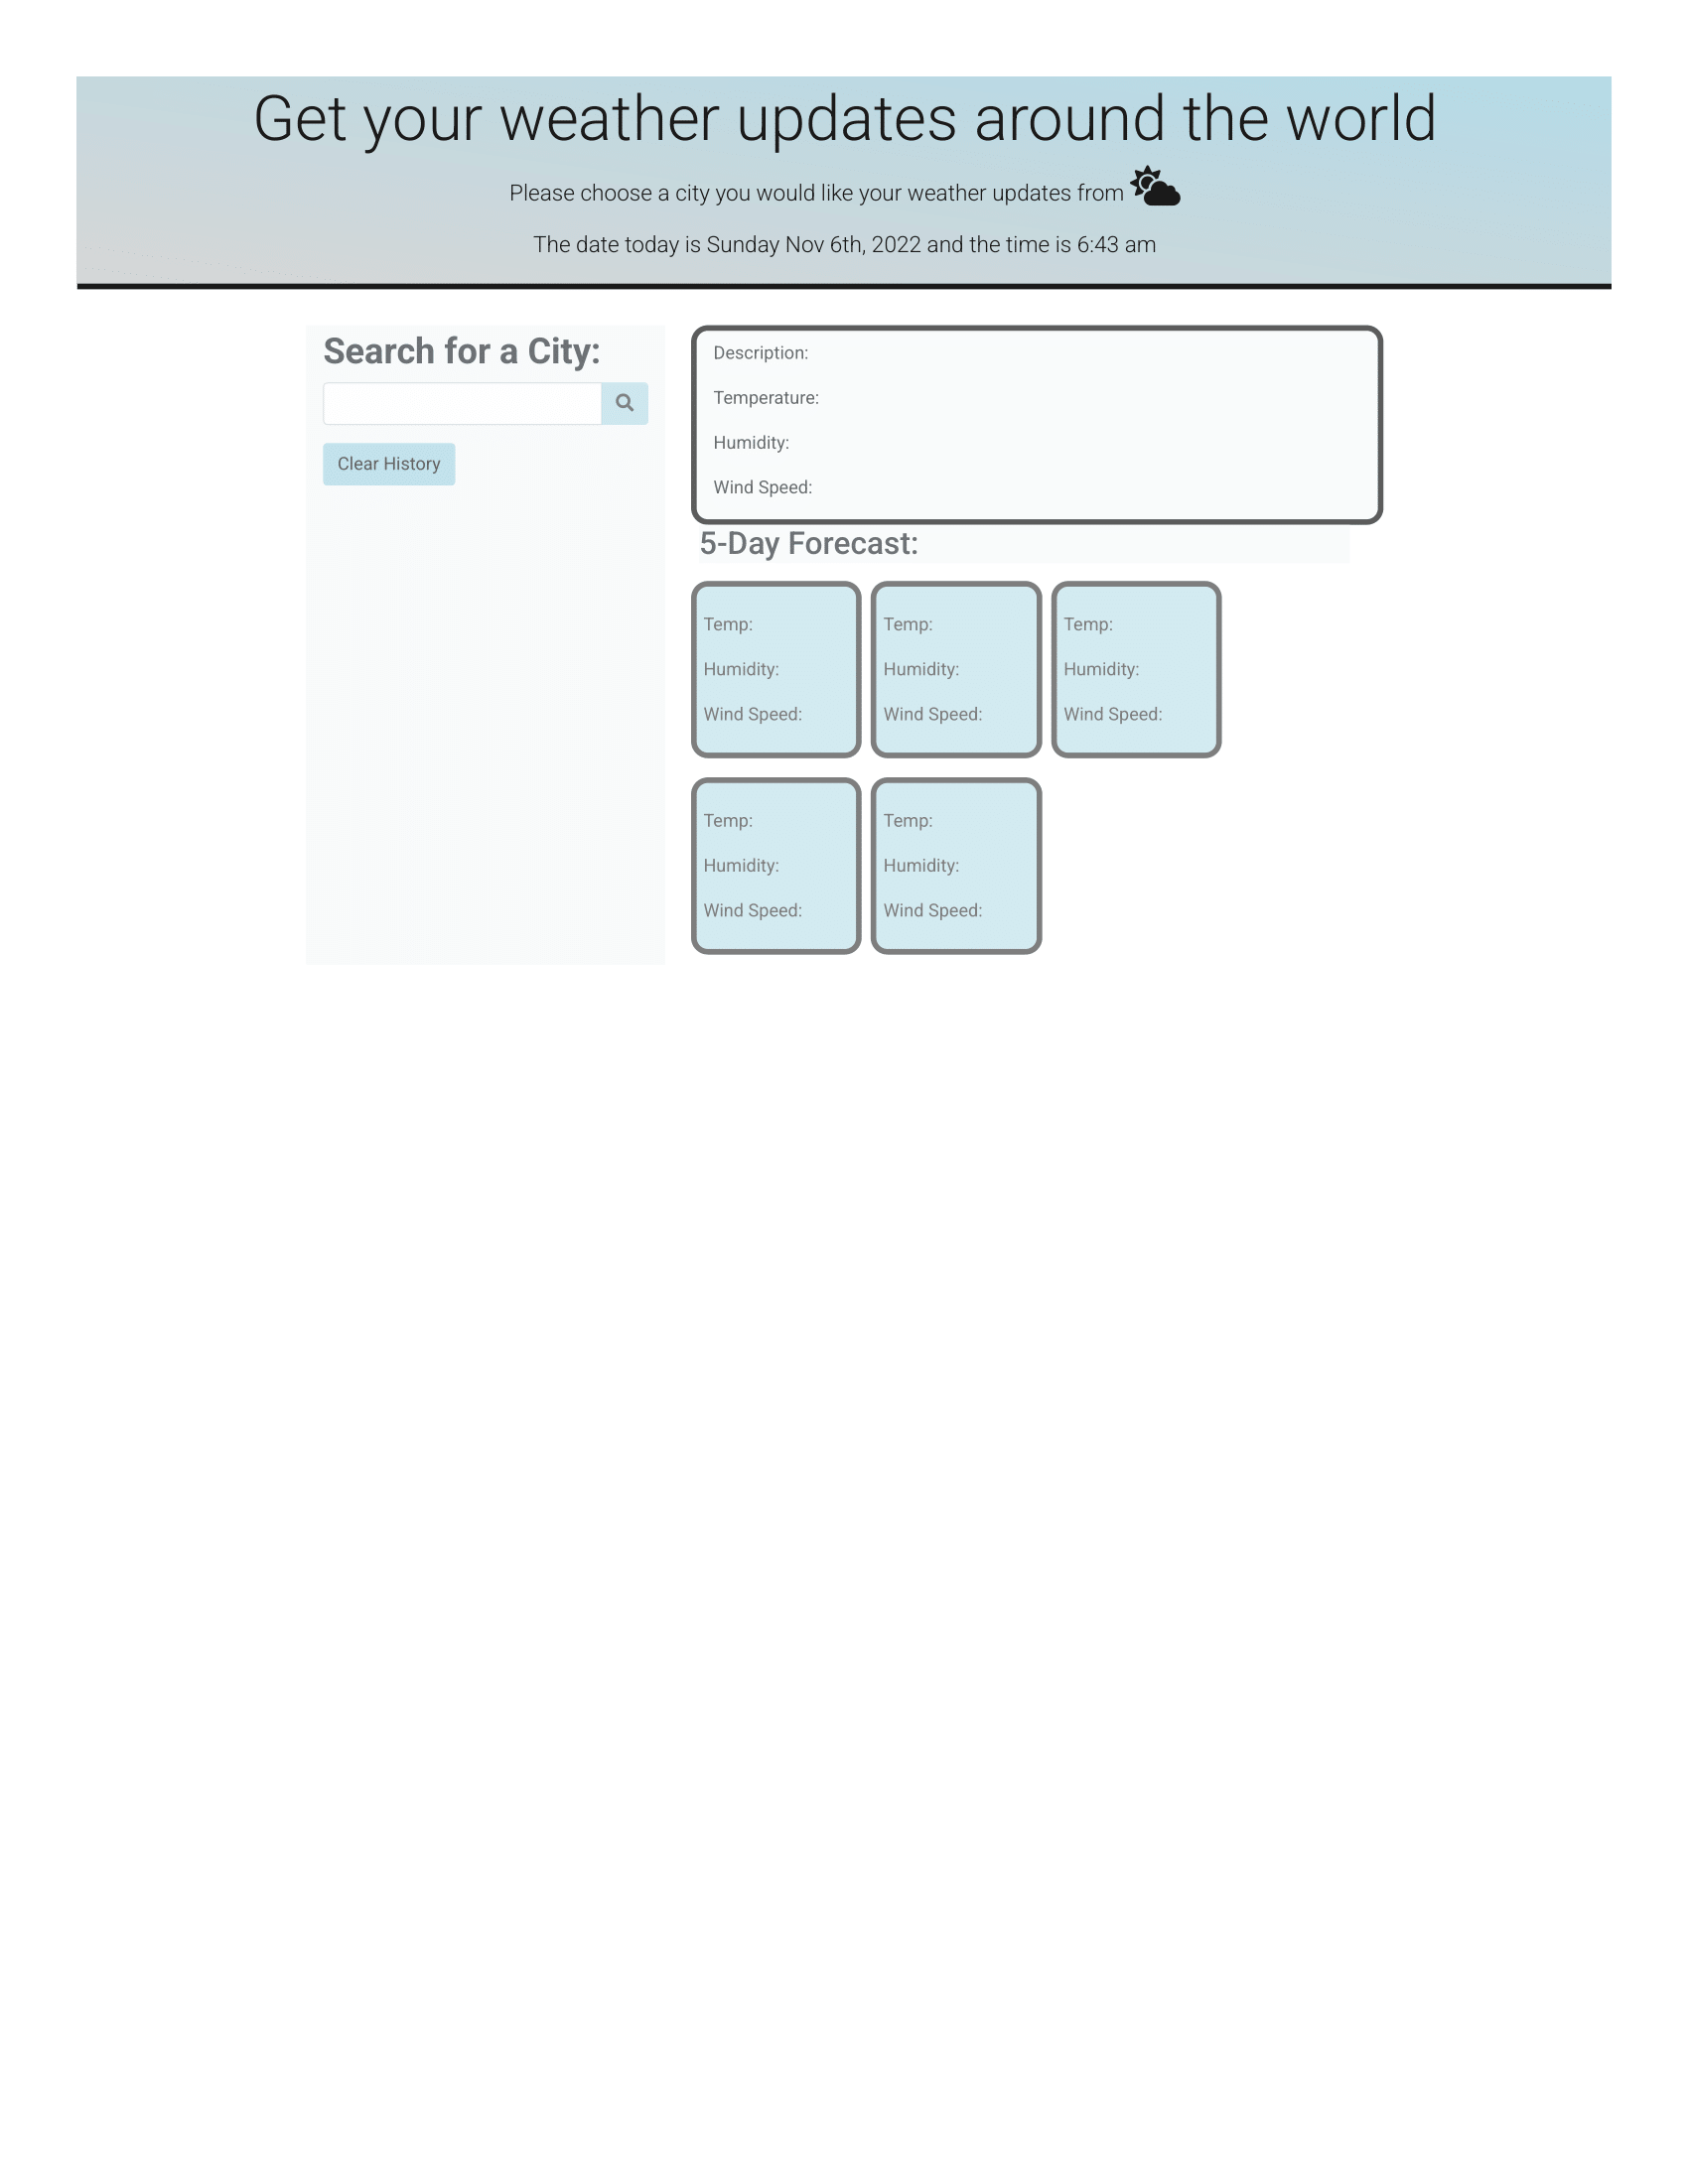 Get your weather updates around the world
Please choose a city you would like your weather updates from
The date today is Sunday Nov 6th, 2022 and the time is 6:43 am
Search for a City:
Clear History
Description:
Temperature:
Humidity:
Wind Speed:
5-Day Forecast:
Temp:
Humidity:
Wind Speed:
Temp:
Humidity:
Wind Speed:
Temp:
Humidity:
Wind Speed:
Temp:
Humidity:
Wind Speed:
Temp:
Humidity:
Wind Speed: